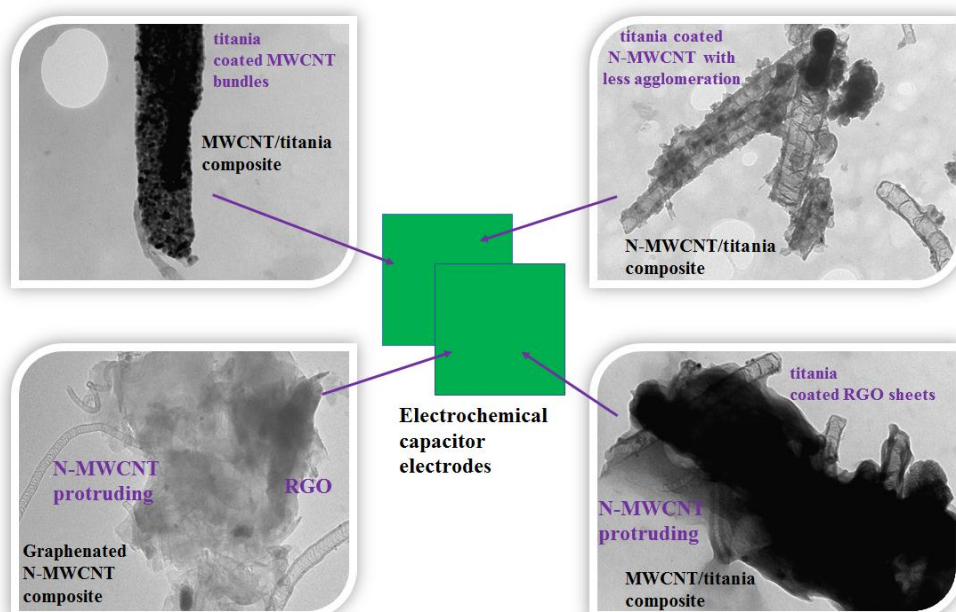 titania
coated MWCNT
bundles
MWCNT/titania
composite
titania coated
N-MWCNT with
less agglomeration
N-MWCNT/titania
composite
Electrochemical
capacitor
electrodes
N-MWCNT
protruding
RGO
Graphenated
N-MWCNT
composite
titania
coated RGO sheets
N-MWCNT
protruding
MWCNT/titania
composite